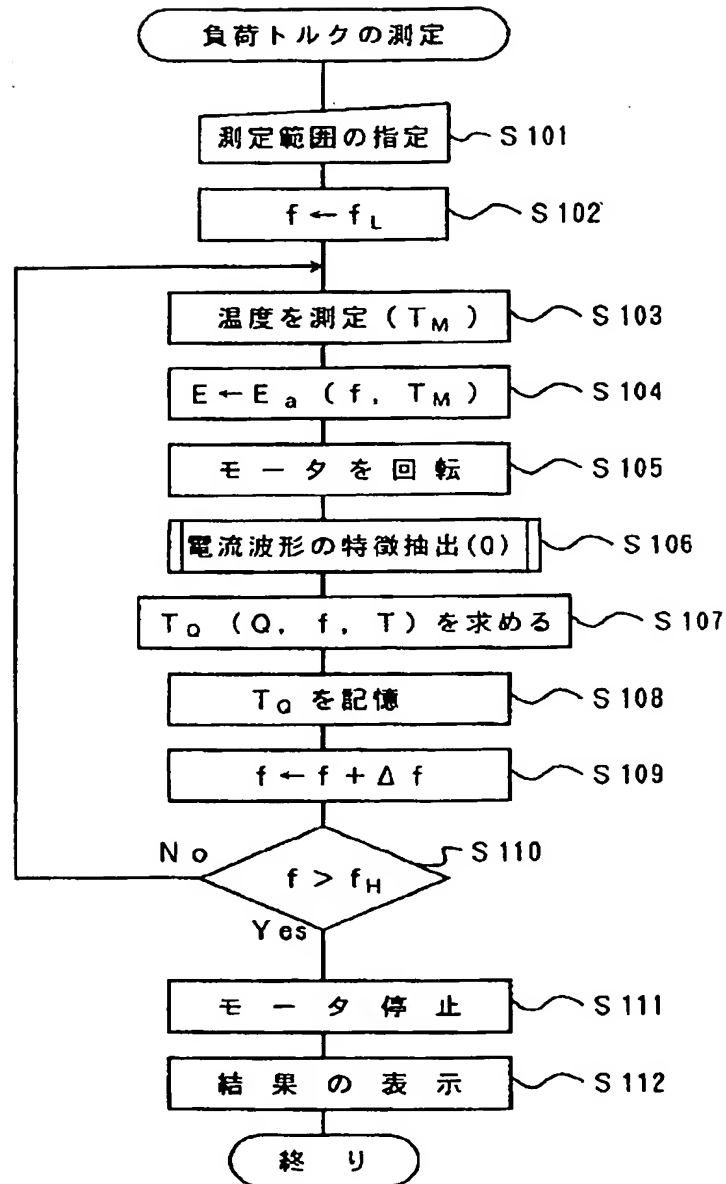 負荷トルクの測定
測定範囲の指定 S101
f ← f_L S102
温度を測定 (T_M) S103
E ← E_a (f, T_M) S104
モータを回転 S105
電流波形の特徴抽出(Q) S106
T_Q (Q, f, T) を求める S107
T_Q を記憶 S108
f ← f + Δf S109
No
f > f_H S110
Yes
モータ停止 S111
結果の表示 S112
終り